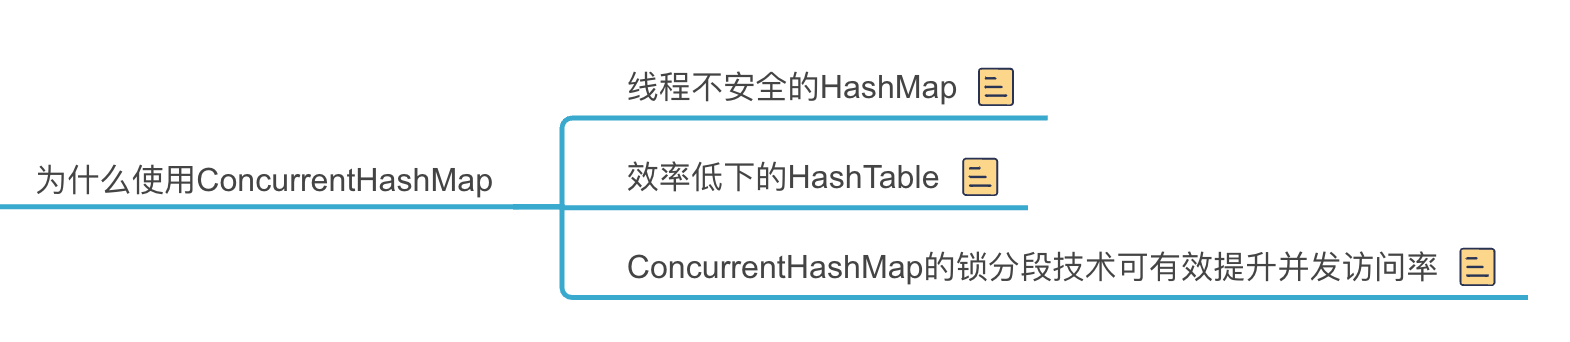 线程不安全的HashMap
为什么使用ConcurrentHashMap
效率低下的HashTable
ConcurrentHashMap的锁分段技术可有效提升并发访问率